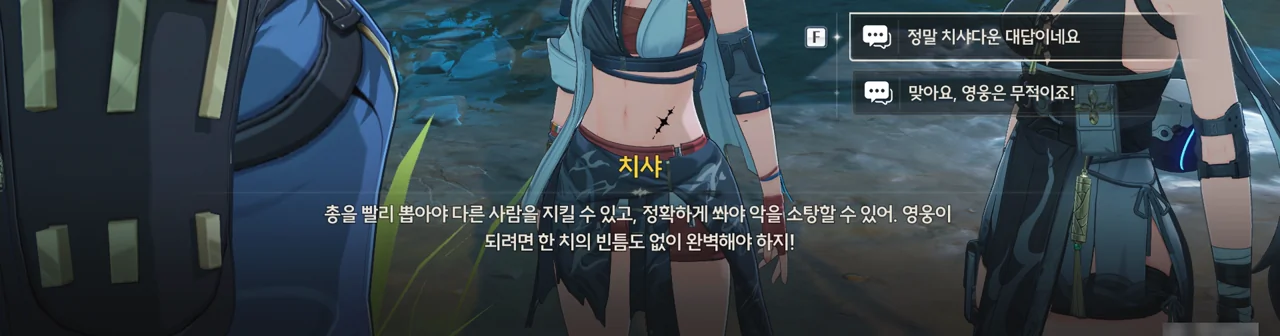 F
정말 치샤다운 대답이네요
맞아요, 영웅은 무적이죠!
치샤
총을 빨리 뽑아야 다른 사람을 지킬 수 있고, 정확하게 쏴야 악을 소탕할 수 있어. 영웅이
되려면 한 치의 빈틈도 없이 완벽해야 하지!